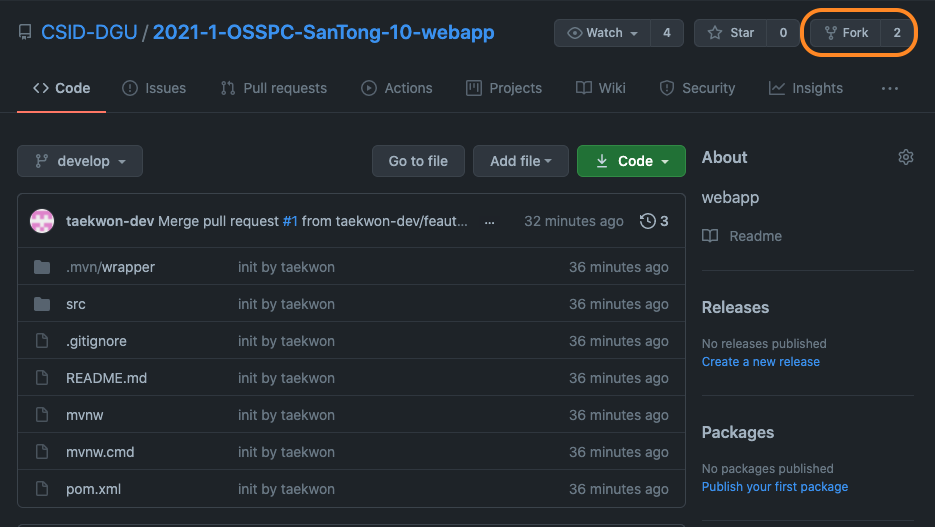 CSID-DGU / 2021-1-OSSPC-SanTong-10-webapp
Watch 4
Star 0
Fork 2
Code
Issues
Pull requests
Actions
Projects
Wiki
Security
Insights
...
develop
Go to file
Add file
Code
taekwon-dev Merge pull request #1 from taekwon-dev/feaut... ... 32 minutes ago 3
.mvn/wrapper init by taekwon 36 minutes ago
src init by taekwon 36 minutes ago
.gitignore init by taekwon 36 minutes ago
README.md init by taekwon 36 minutes ago
mvnw init by taekwon 36 minutes ago
mvnw.cmd init by taekwon 36 minutes ago
pom.xml init by taekwon 36 minutes ago
About
webapp
Readme
Releases
No releases published
Create a new release
Packages
No packages published
Publish your first package